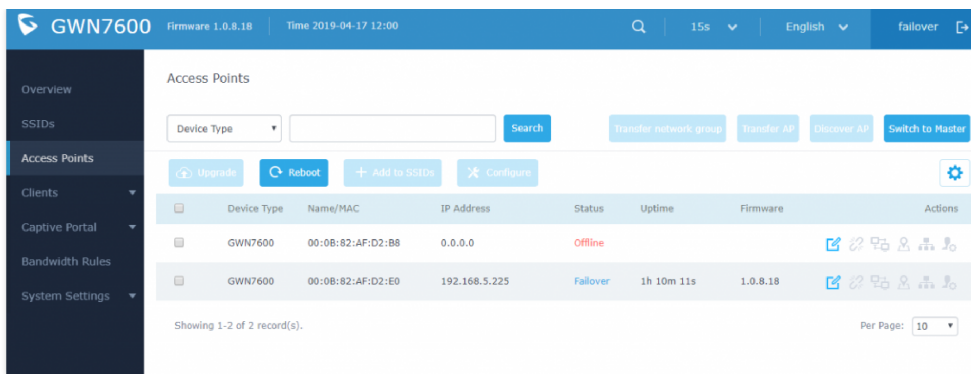 GWN7600 Firmware 1.0.8.18 Time 2019-04-17 12:00 15s English failover
Overview
SSIDs
Access Points
Clients
Captive Portal
Bandwidth Rules
System Settings
Access Points
Device Type Search Transfer network group Transfer AP Discover AP Switch to Master
Upgrade Reboot Add to SSIDs Configure
Device Type Name/MAC IP Address Status Uptime Firmware Actions
GWN7600 00:0B:82:AF:D2:B8 0.0.0.0 Offline
GWN7600 00:0B:82:AF:D2:E0 192.168.5.225 Failover 1h 10m 11s 1.0.8.18
Showing 1-2 of 2 record(s). Per Page: 10